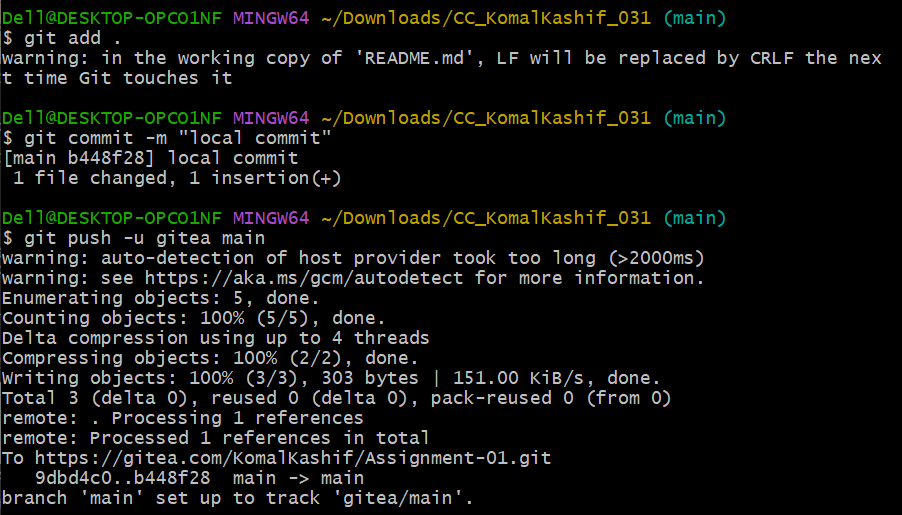 Dell@DESKTOP-OPCO1NF MINGW64 ~/Downloads/CC_KomalKashif_031 (main)
$ git add .
warning: in the working copy of 'README.md', LF will be replaced by CRLF the nex
t time Git touches it

Dell@DESKTOP-OPCO1NF MINGW64 ~/Downloads/CC_KomalKashif_031 (main)
$ git commit -m "local commit"
[main b448f28] local commit
 1 file changed, 1 insertion(+)

Dell@DESKTOP-OPCO1NF MINGW64 ~/Downloads/CC_KomalKashif_031 (main)
$ git push -u gitea main
warning: auto-detection of host provider took too long (>2000ms)
warning: see https://aka.ms/gcm/autodetect for more information.
Enumerating objects: 5, done.
Counting objects: 100% (5/5), done.
Delta compression using up to 4 threads
Compressing objects: 100% (2/2), done.
Writing objects: 100% (3/3), 303 bytes | 151.00 KiB/s, done.
Total 3 (delta 0), reused 0 (delta 0), pack-reused 0 (from 0)
remote: . Processing 1 references
remote: Processed 1 references in total
To https://gitea.com/KomalKashif/Assignment-01.git
   9dbd4c0..b448f28  main -> main
branch 'main' set up to track 'gitea/main'.